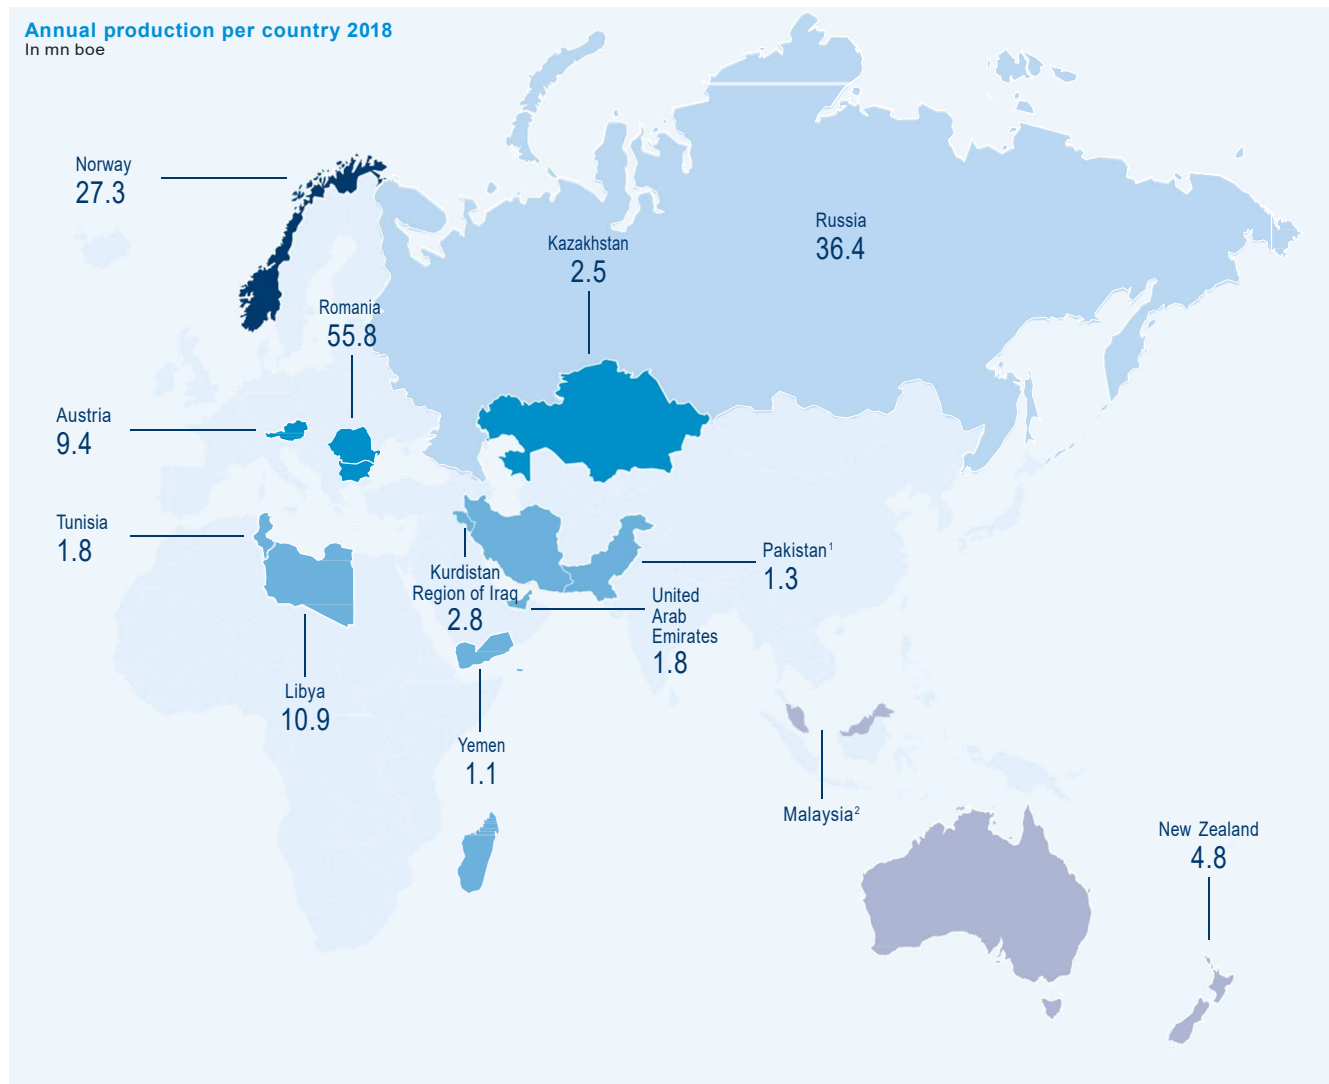 Annual production per country 2018
In mn boe
Norway
27.3
Russia
36.4
Kazakhstan
2.5
Romania
55.8
Austria
9.4
Tunisia
1.8
Pakistan¹
1.3
Kurdistan
Region of Iraq
2.8
United
Arab
Emirates
1.8
Libya
10.9
Yemen
1.1
Malaysia²
New Zealand
4.8